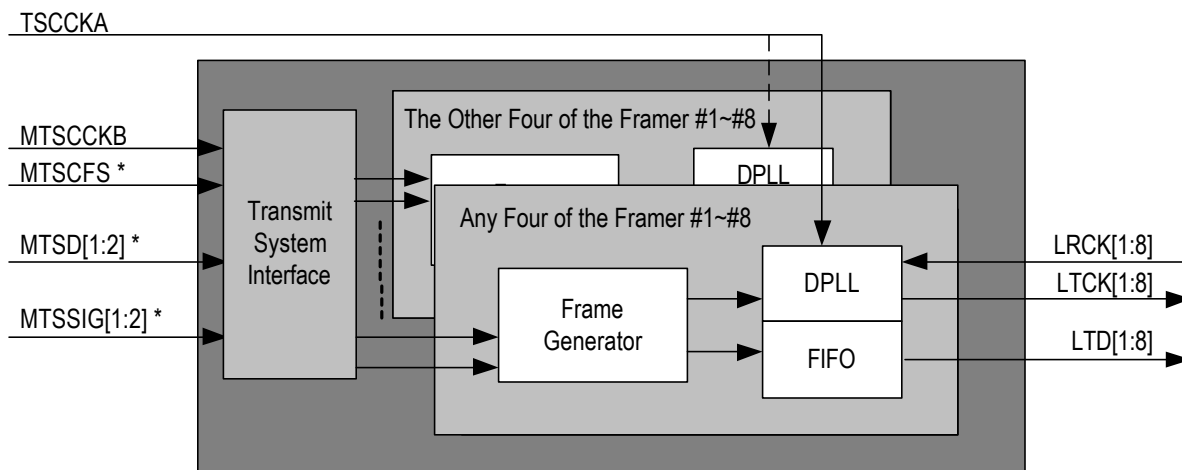 TSCCKA
MTSCCKB
MTSCFS *
MTSD[1:2] *
MTSSIG[1:2] *
Transmit
System
Interface
The Other Four of the Framer #1~#8
DPLL
Any Four of the Framer #1~#8
Frame
Generator
DPLL
FIFO
LRCK[1:8]
LTCK[1:8]
LTD[1:8]